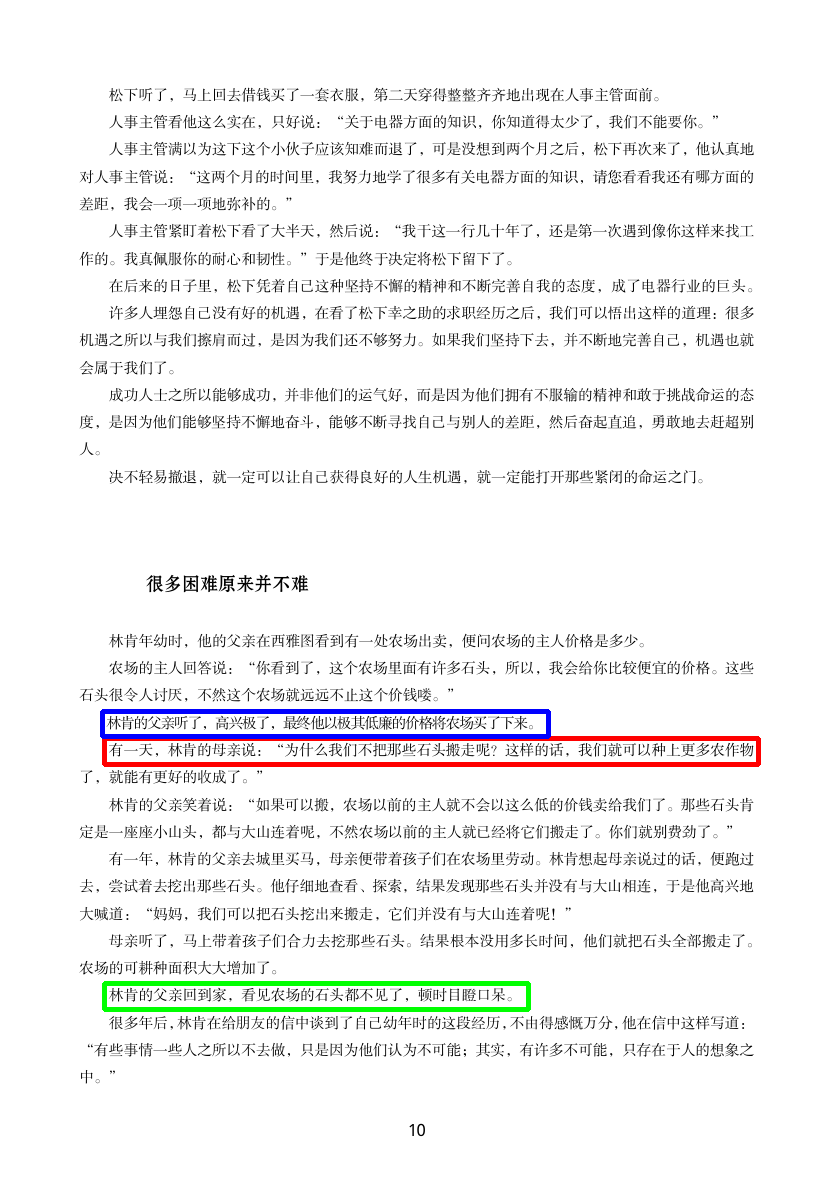 松下听了，马上回去借钱买了一套衣服，第二天穿得整整齐齐地出现在人事主管面前。
人事主管看他这么实在，只好说：“关于电器方面的知识，你知道得太少了，我们不能要你。”
人事主管满以为这下这个小伙子应该知难而退了，可是没想到两个月之后，松下再次来了，他认真地
对人事主管说：“这两个月的时间里，我努力地学了很多有关电器方面的知识，请您看看我还有哪方面的
差距，我会一项一项地弥补的。”
人事主管紧盯着松下看了大半天，然后说：“我干这一行几十年了，还是第一次遇到像你这样来找工
作的。我真佩服你的耐心和韧性。”于是他终于决定将松下留下了。
在后来的日子里，松下凭着自己这种坚持不懈的精神和不断完善自我的态度，成了电器行业的巨头。
许多人埋怨自己没有好的机遇，在看了松下幸之助的求职经历之后，我们可以悟出这样的道理：很多
机遇之所以与我们擦肩而过，是因为我们还不够努力。如果我们坚持下去，并不断地完善自己，机遇也就
会属于我们了。
成功人士之所以能够成功，并非他们的运气好，而是因为他们拥有不服输的精神和敢于挑战命运的态
度，是因为他们能够坚持不懈地奋斗，能够不断寻找自己与别人的差距，然后奋起直追，勇敢地去赶超别
人。
决不轻易撤退，就一定可以让自己获得良好的人生机遇，就一定能打开那些紧闭的命运之门。
很多困难原来并不难
林肯年幼时，他的父亲在西雅图看到有一处农场出卖，便问农场的主人价格是多少。
农场的主人回答说：“你看到了，这个农场里面有许多石头，所以，我会给你比较便宜的价格。这些
石头很令人讨厌，不然这个农场就远远不止这个价钱喽。”
林肯的父亲听了，高兴极了，最终他以极其低廉的价格将农场买了下来。
有一天，林肯的母亲说：“为什么我们不把那些石头搬走呢？这样的话，我们就可以种上更多农作物
了，就能有更好的收成了。”
林肯的父亲笑着说：“如果可以搬，农场以前的主人就不会以这么低的价钱卖给我们了。那些石头肯
定是一座座小山头，都与大山连着呢，不然农场以前的主人就已经将它们搬走了。你们就别费劲了。”
有一年，林肯的父亲去城里买马，母亲便带着孩子们在农场里劳动。林肯想起母亲说过的话，便跑过
去，尝试着去挖出那些石头。他仔细地查看、探索，结果发现那些石头并没有与大山相连，于是他高兴地
大喊道：“妈妈，我们可以把石头挖出来搬走，它们并没有与大山连着呢！”
母亲听了，马上带着孩子们合力去挖那些石头。结果根本没用多长时间，他们就把石头全部搬走了。
农场的可耕种面积大大增加了。
林肯的父亲回到家，看见农场的石头都不见了，顿时目瞪口呆。
很多年后，林肯在给朋友的信中谈到了自己幼年时的这段经历，不由得感慨万分，他在信中这样写道：
“有些事情一些人之所以不去做，只是因为他们认为不可能；其实，有许多不可能，只存在于人的想象之
中。”
10